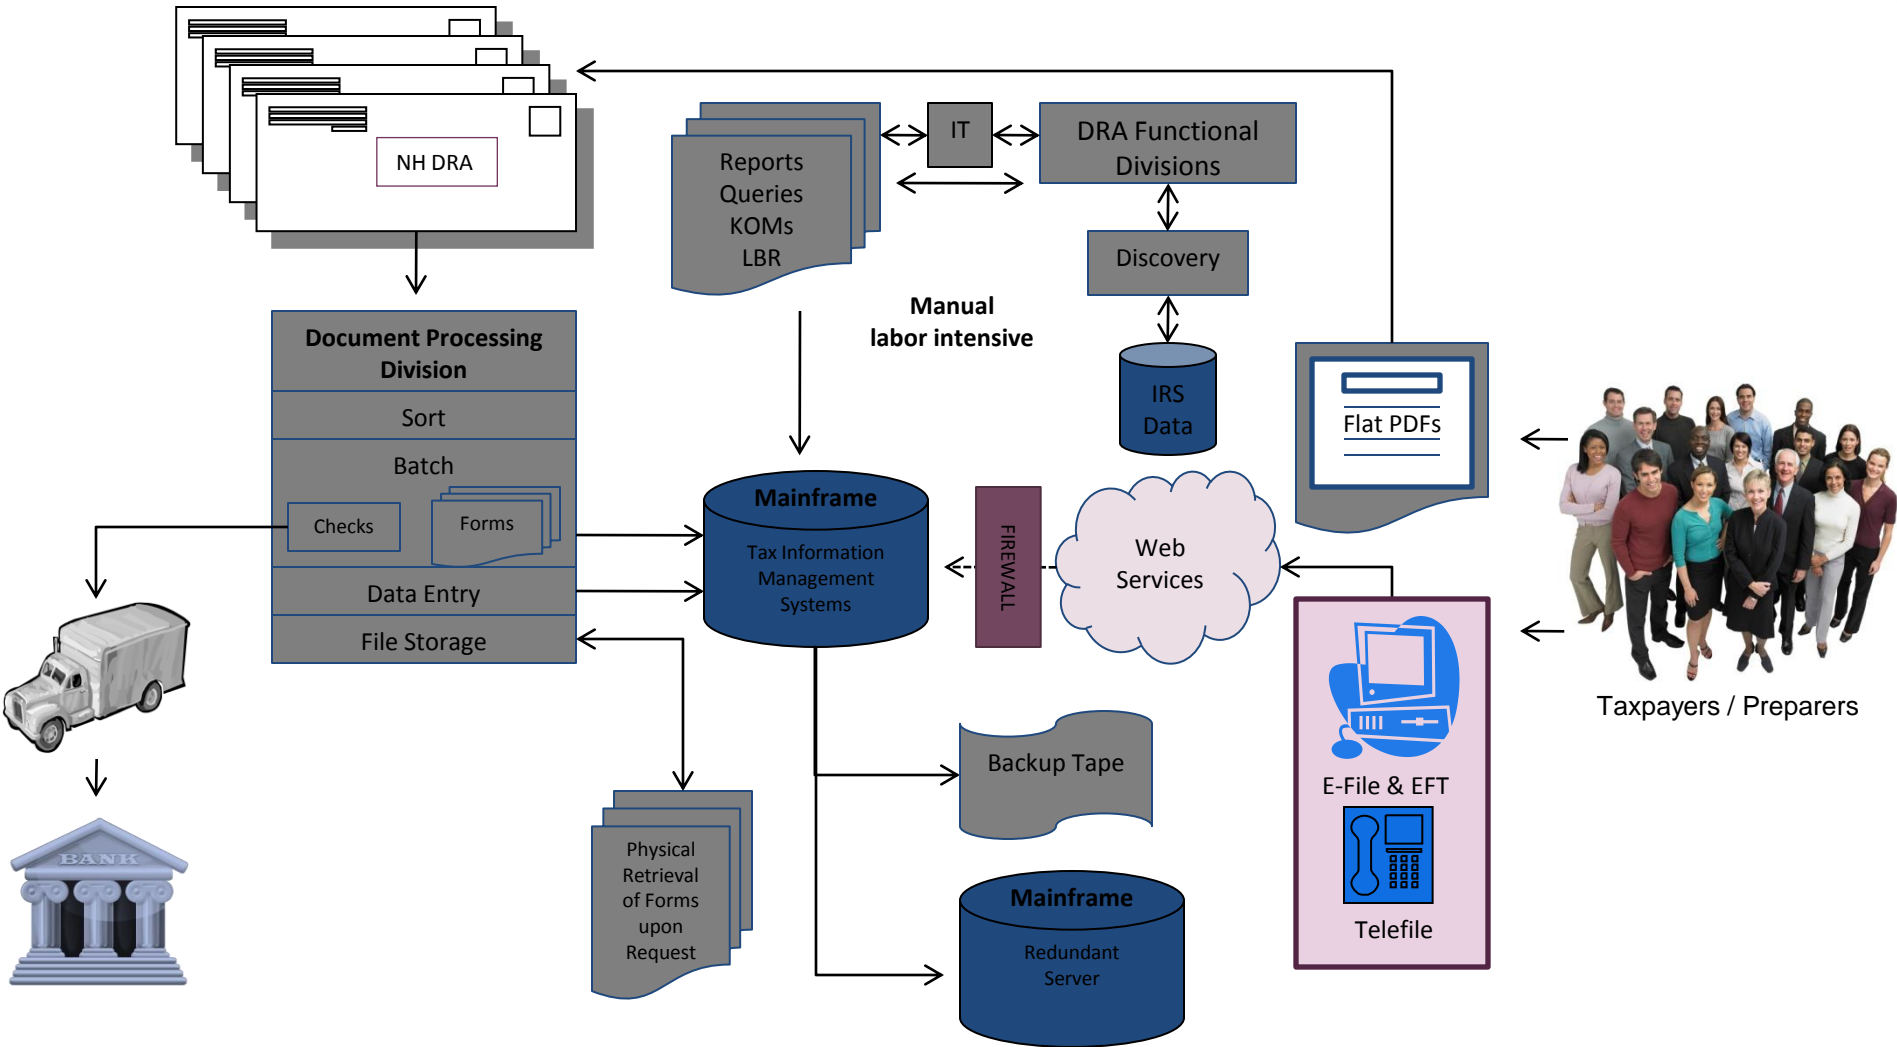 NH DRA
Reports
Queries
KOMs
LBR
IT
DRA Functional
Divisions
Discovery
IRS
Data
Manual
labor intensive
Document Processing
Division
Sort
Batch
Checks
Forms
Data Entry
File Storage
Mainframe
Tax Information
Management
Systems
FIREWALL
Web
Services
Flat PDFs
Taxpayers / Preparers
E-File & EFT
Telefile
Backup Tape
Mainframe
Redundant
Server
Physical
Retrieval
of Forms
upon
Request
BANK